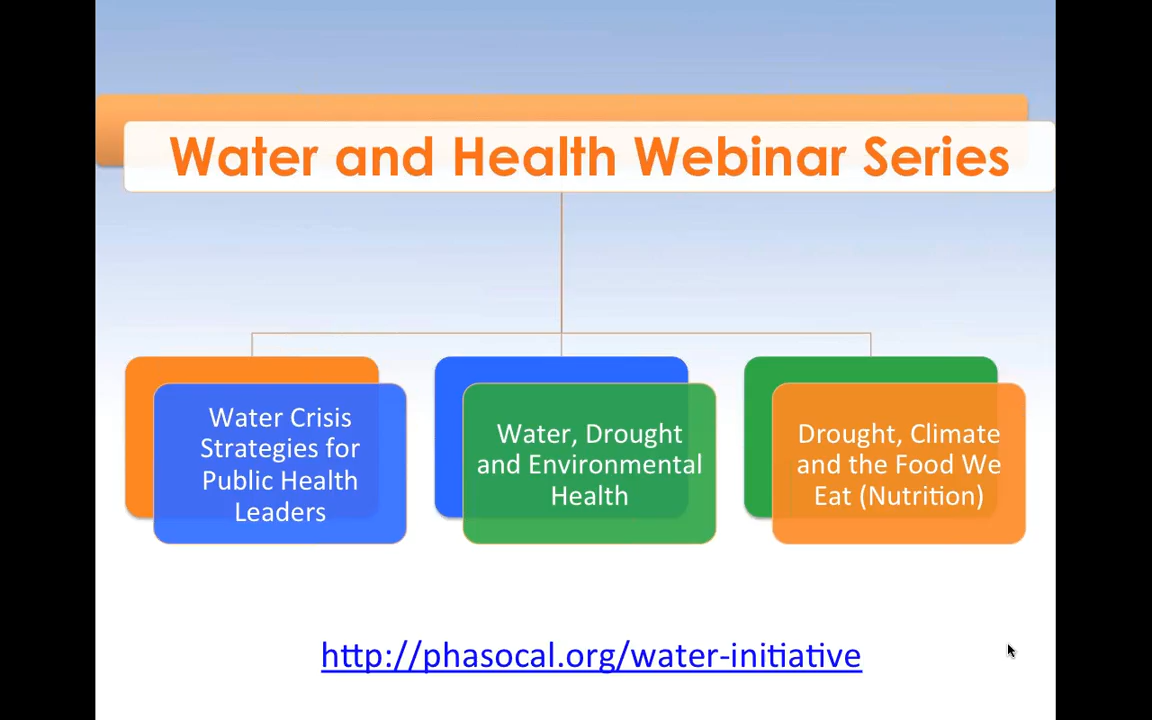 Water and Health Webinar Series
Water Crisis
Strategies for
Public Health
Leaders
Water, Drought
and Environmental
Health
Drought, Climate
and the Food We
Eat (Nutrition)
http://phasocal.org/water-initiative